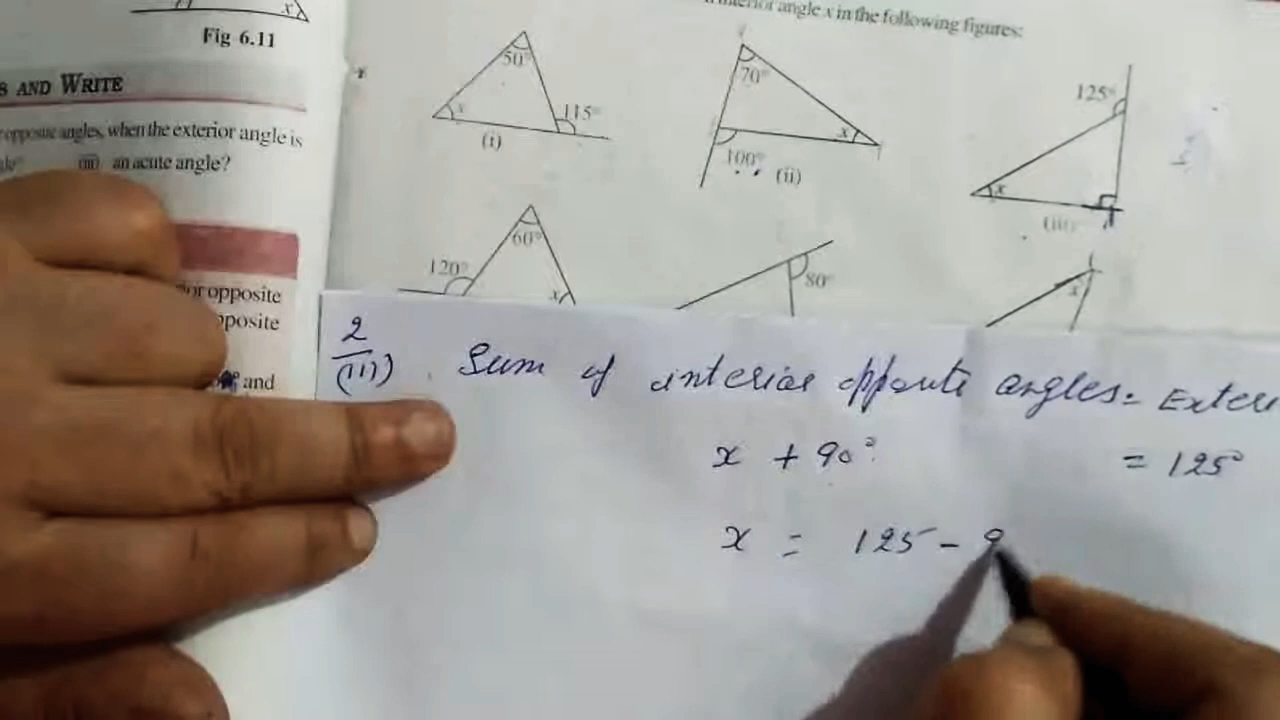 x
Fig 6.11
interior angle x in the following figures:
S AND WRITE
opposite angles, when the exterior angle is
(iii) an acute angle?
50°
x
115°
(i)
70°
x
100°
(ii)
125°
x
(iii)
120°
60°
x
80°
x
or opposite
pposite
and
2
(iii) Sum of interior opposite angles = Exter
x + 90° = 125°
x = 125 - 9